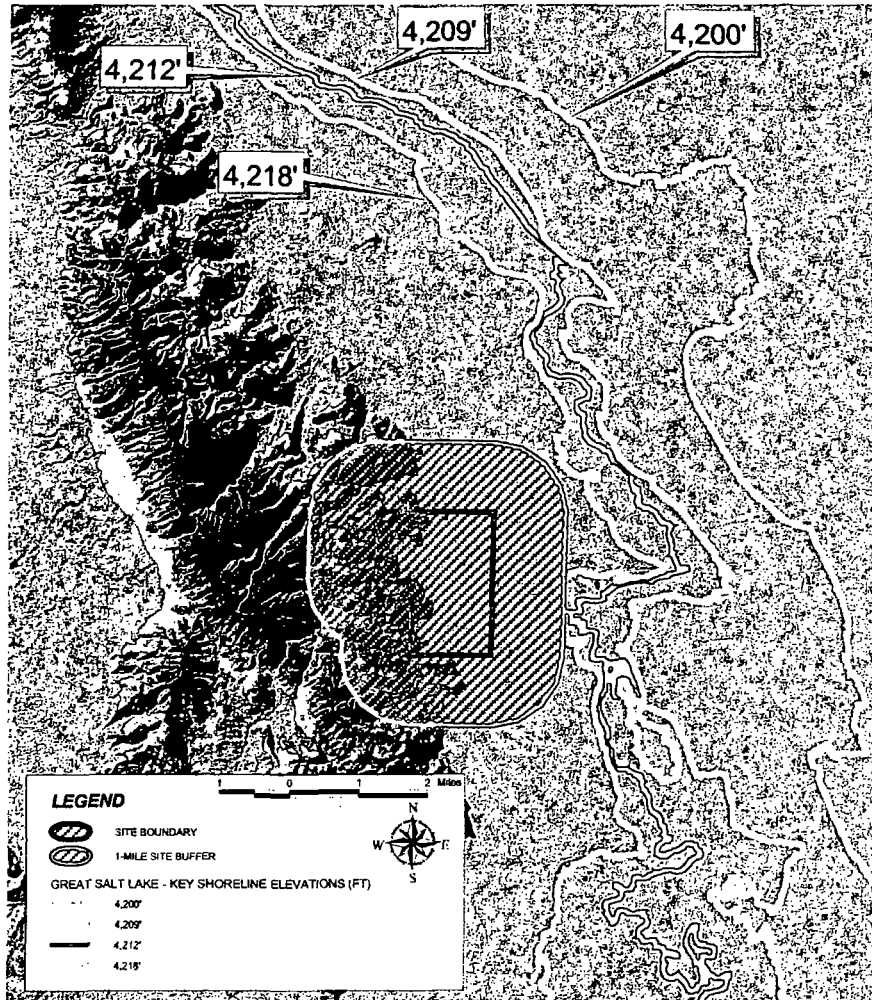 4,209'
4,200'
4,212'
4,218'
1 0 1 2 Miles
LEGEND
SITE BOUNDARY
1-MILE SITE BUFFER
N
W E
S
GREAT SALT LAKE - KEY SHORELINE ELEVATIONS (FT)
4,200'
4,209'
4,212'
4,218'